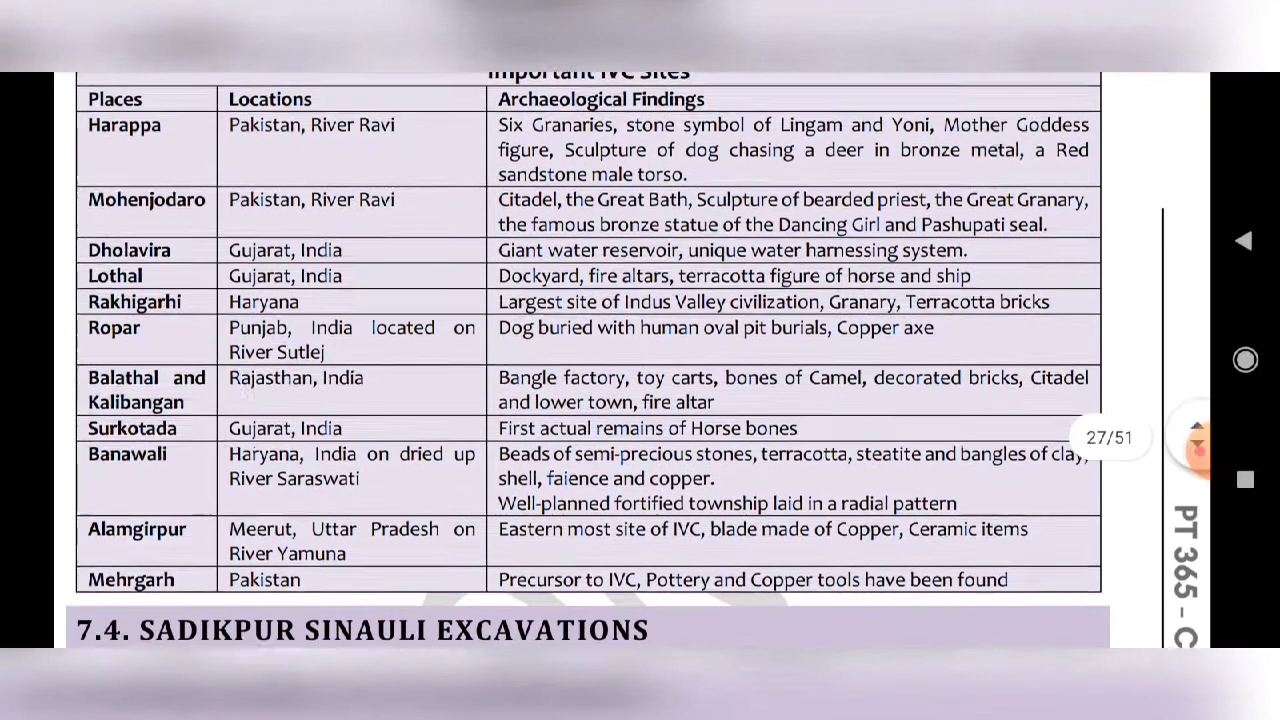 Important IVC Sites
Places Locations Archaeological Findings
Harappa Pakistan, River Ravi Six Granaries, stone symbol of Lingam and Yoni, Mother Goddess
figure, Sculpture of dog chasing a deer in bronze metal, a Red
sandstone male torso.
Mohenjodaro Pakistan, River Ravi Citadel, the Great Bath, Sculpture of bearded priest, the Great Granary,
the famous bronze statue of the Dancing Girl and Pashupati seal.
Dholavira Gujarat, India Giant water reservoir, unique water harnessing system.
Lothal Gujarat, India Dockyard, fire altars, terracotta figure of horse and ship
Rakhigarhi Haryana Largest site of Indus Valley civilization, Granary, Terracotta bricks
Ropar Punjab, India located on Dog buried with human oval pit burials, Copper axe
River Sutlej
Balathal and Rajasthan, India Bangle factory, toy carts, bones of Camel, decorated bricks, Citadel
Kalibangan and lower town, fire altar
Surkotada Gujarat, India First actual remains of Horse bones
Banawali Haryana, India on dried up Beads of semi-precious stones, terracotta, steatite and bangles of clay,
River Saraswati shell, faience and copper.
Well-planned fortified township laid in a radial pattern
Alamgirpur Meerut, Uttar Pradesh on Eastern most site of IVC, blade made of Copper, Ceramic items
River Yamuna
Mehrgarh Pakistan Precursor to IVC, Pottery and Copper tools have been found
7.4. SADIKPUR SINAULI EXCAVATIONS
27/51
PT 365 - C